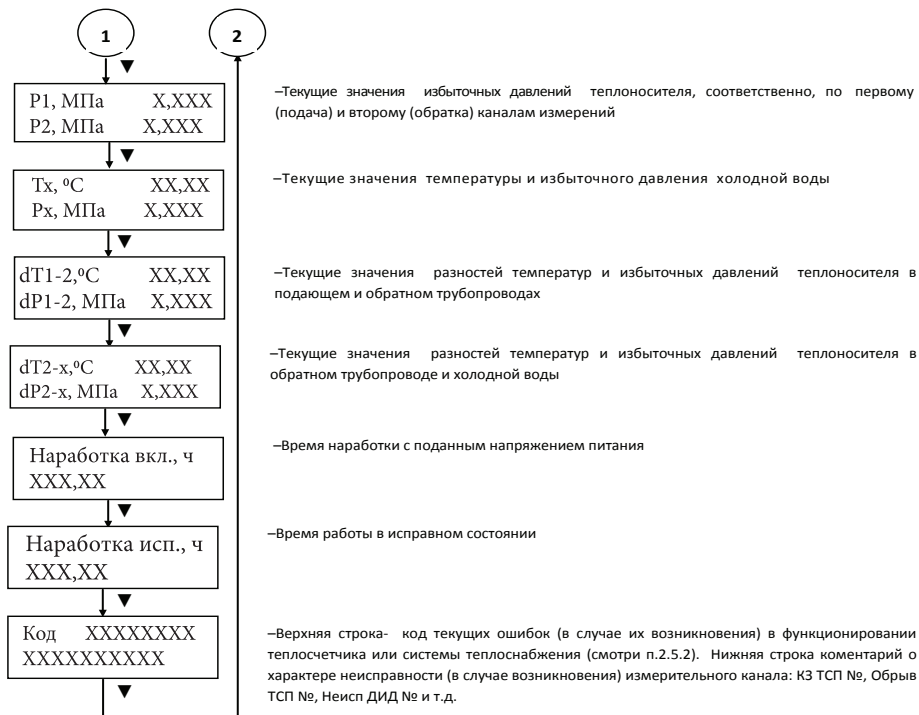 1
2
▼
P1, МПа X,XXX
P2, МПа X,XXX
–Текущие значения избыточных давлений теплоносителя, соответственно, по первому
(подача) и второму (обратка) каналам измерений
▼
Tx, ⁰C XX,XX
Px, МПа X,XXX
–Текущие значения температуры и избыточного давления холодной воды
▼
dT1-2,⁰C XX,XX
dP1-2, МПа X,XXX
–Текущие значения разностей температур и избыточных давлений теплоносителя в
подающем и обратном трубопроводах
▼
dT2-x,⁰C XX,XX
dP2-x, МПа X,XXX
–Текущие значения разностей температур и избыточных давлений теплоносителя в
обратном трубопроводе и холодной воды
▼
Наработка вкл., ч
XXX,XX
–Время наработки с поданным напряжением питания
▼
Наработка исп., ч
XXX,XX
–Время работы в исправном состоянии
▼
Код XXXXXXXX
XXXXXXXXXX
–Верхняя строка- код текущих ошибок (в случае их возникновения) в функционировании
теплосчетчика или системы теплоснабжения (смотри п.2.5.2). Нижняя строка коментарий о
характере неисправности (в случае возникновения) измерительного канала: КЗ ТСП №, Обрыв
ТСП №, Неисп ДИД № и т.д.
▼